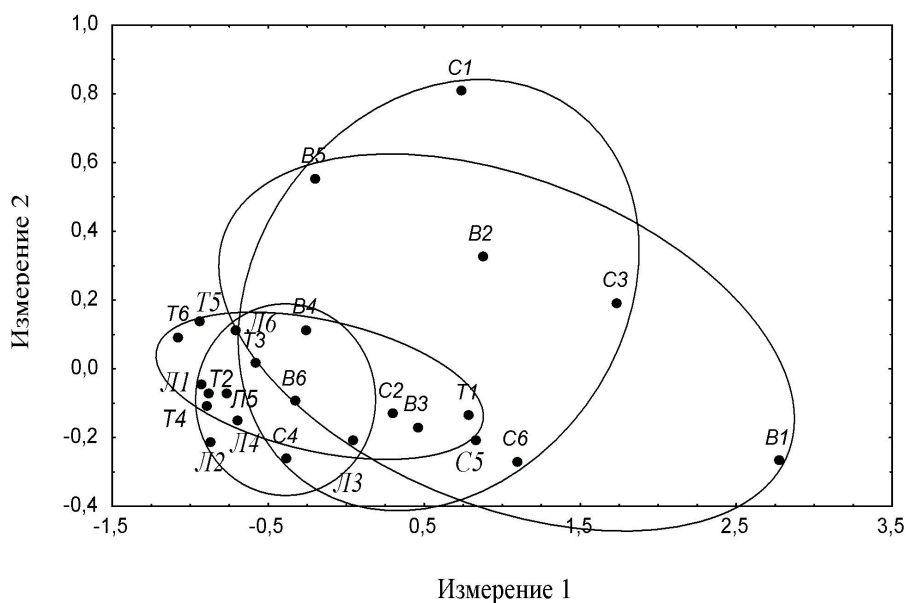 1,0
C1
0,8
B5
0,6
Измерение 2
0,4
B2
C3
0,2
T6
T5
Л6
B4
T3
0,0
Л1
T2
B6
C2
T1
B3
T4
Л5
-0,2
Л2
Л4
C4
Л3
C5
C6
B1
-0,4
-1,5
-0,5
0,5
1,5
2,5
3,5
Измерение 1